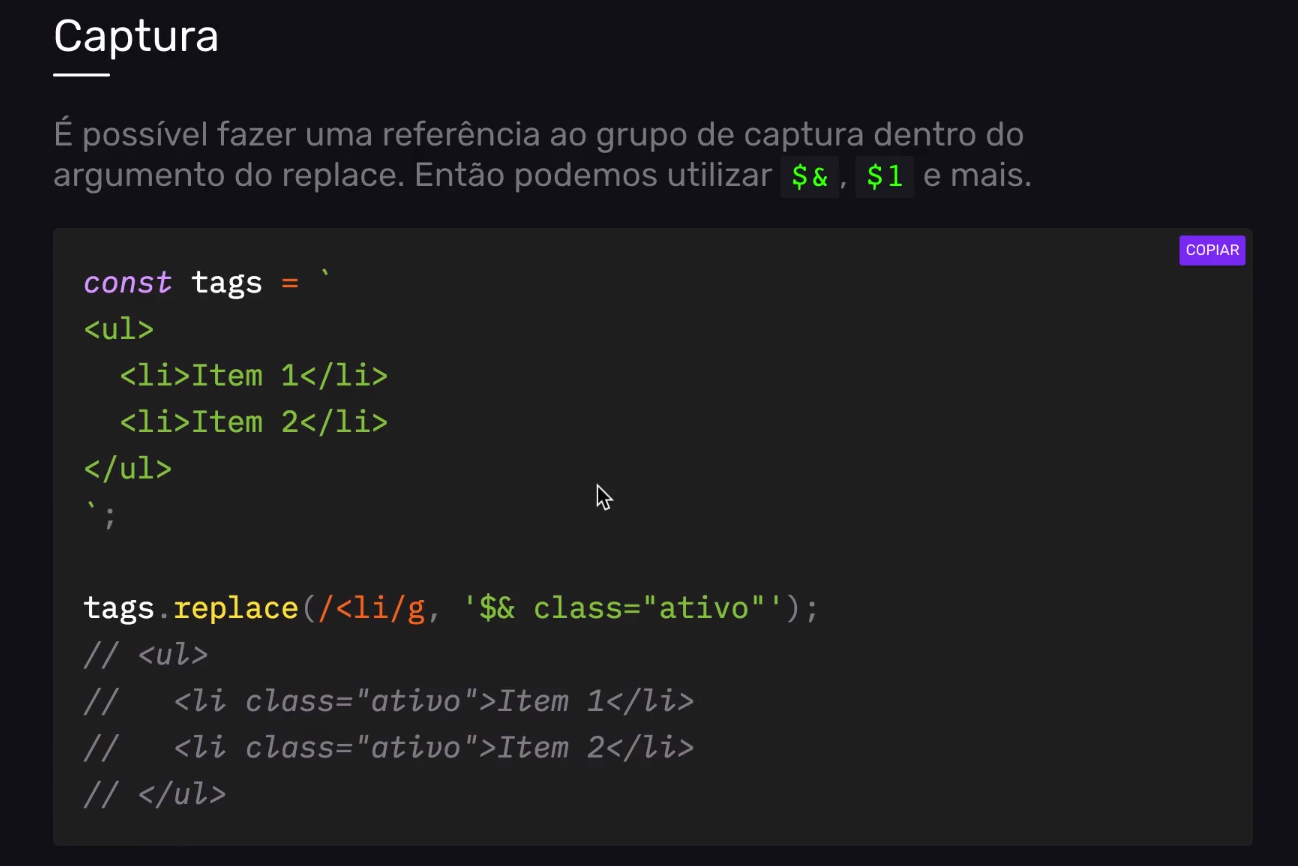 Captura
É possível fazer uma referência ao grupo de captura dentro do
argumento do replace. Então podemos utilizar $&, $1 e mais.
COPIAR
const tags = `
<ul>
  <li>Item 1</li>
  <li>Item 2</li>
</ul>
`;
tags.replace(/<li/g, '$& class="ativo"');
// <ul>
//   <li class="ativo">Item 1</li>
//   <li class="ativo">Item 2</li>
// </ul>